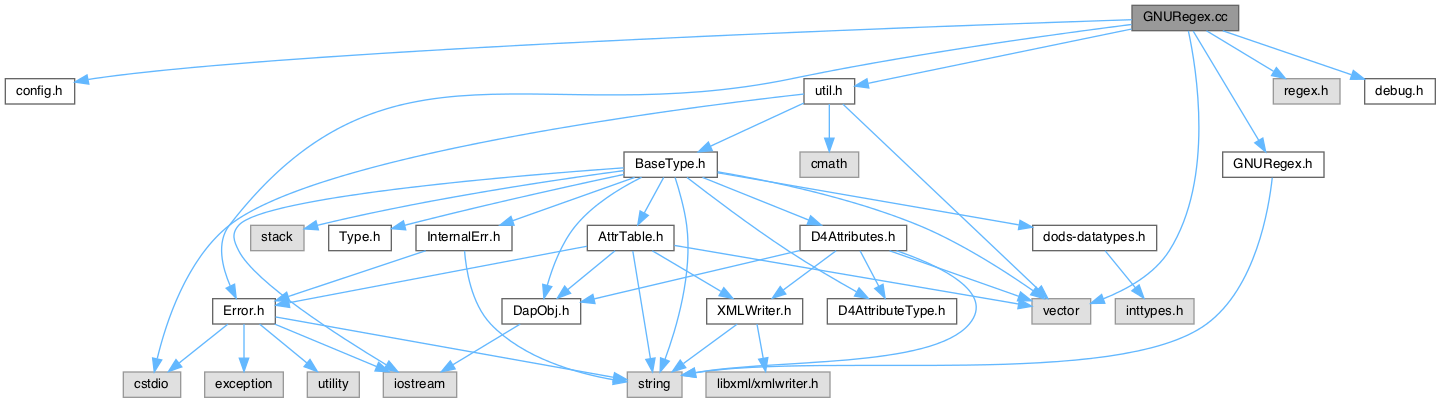 GNURegex.cc
config.h
util.h
regex.h
debug.h
BaseType.h
cmath
GNURegex.h
stack
Type.h
InternalErr.h
AttrTable.h
D4Attributes.h
dods-datatypes.h
Error.h
DapObj.h
XMLWriter.h
D4AttributeType.h
vector
inttypes.h
cstdio
exception
utility
iostream
string
libxml/xmlwriter.h